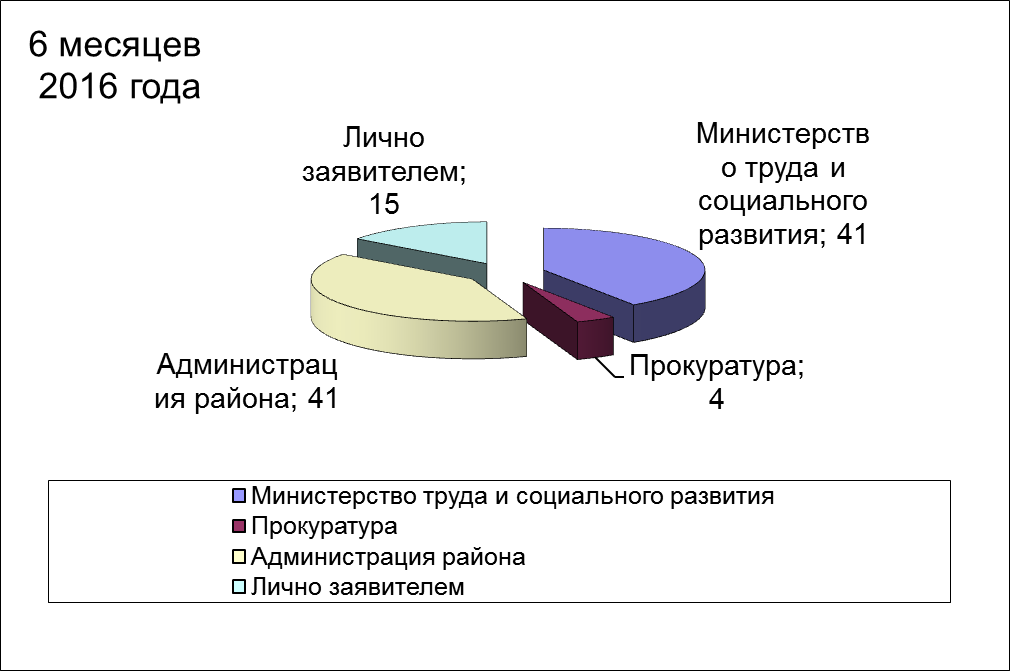 6 месяцев
2016 года
Лично
заявителем;
15
Министерств
о труда и
социального
развития; 41
Администрац
ия района; 41
Прокуратура;
4
Министерство труда и социального развития
Прокуратура
Администрация района
Лично заявителем